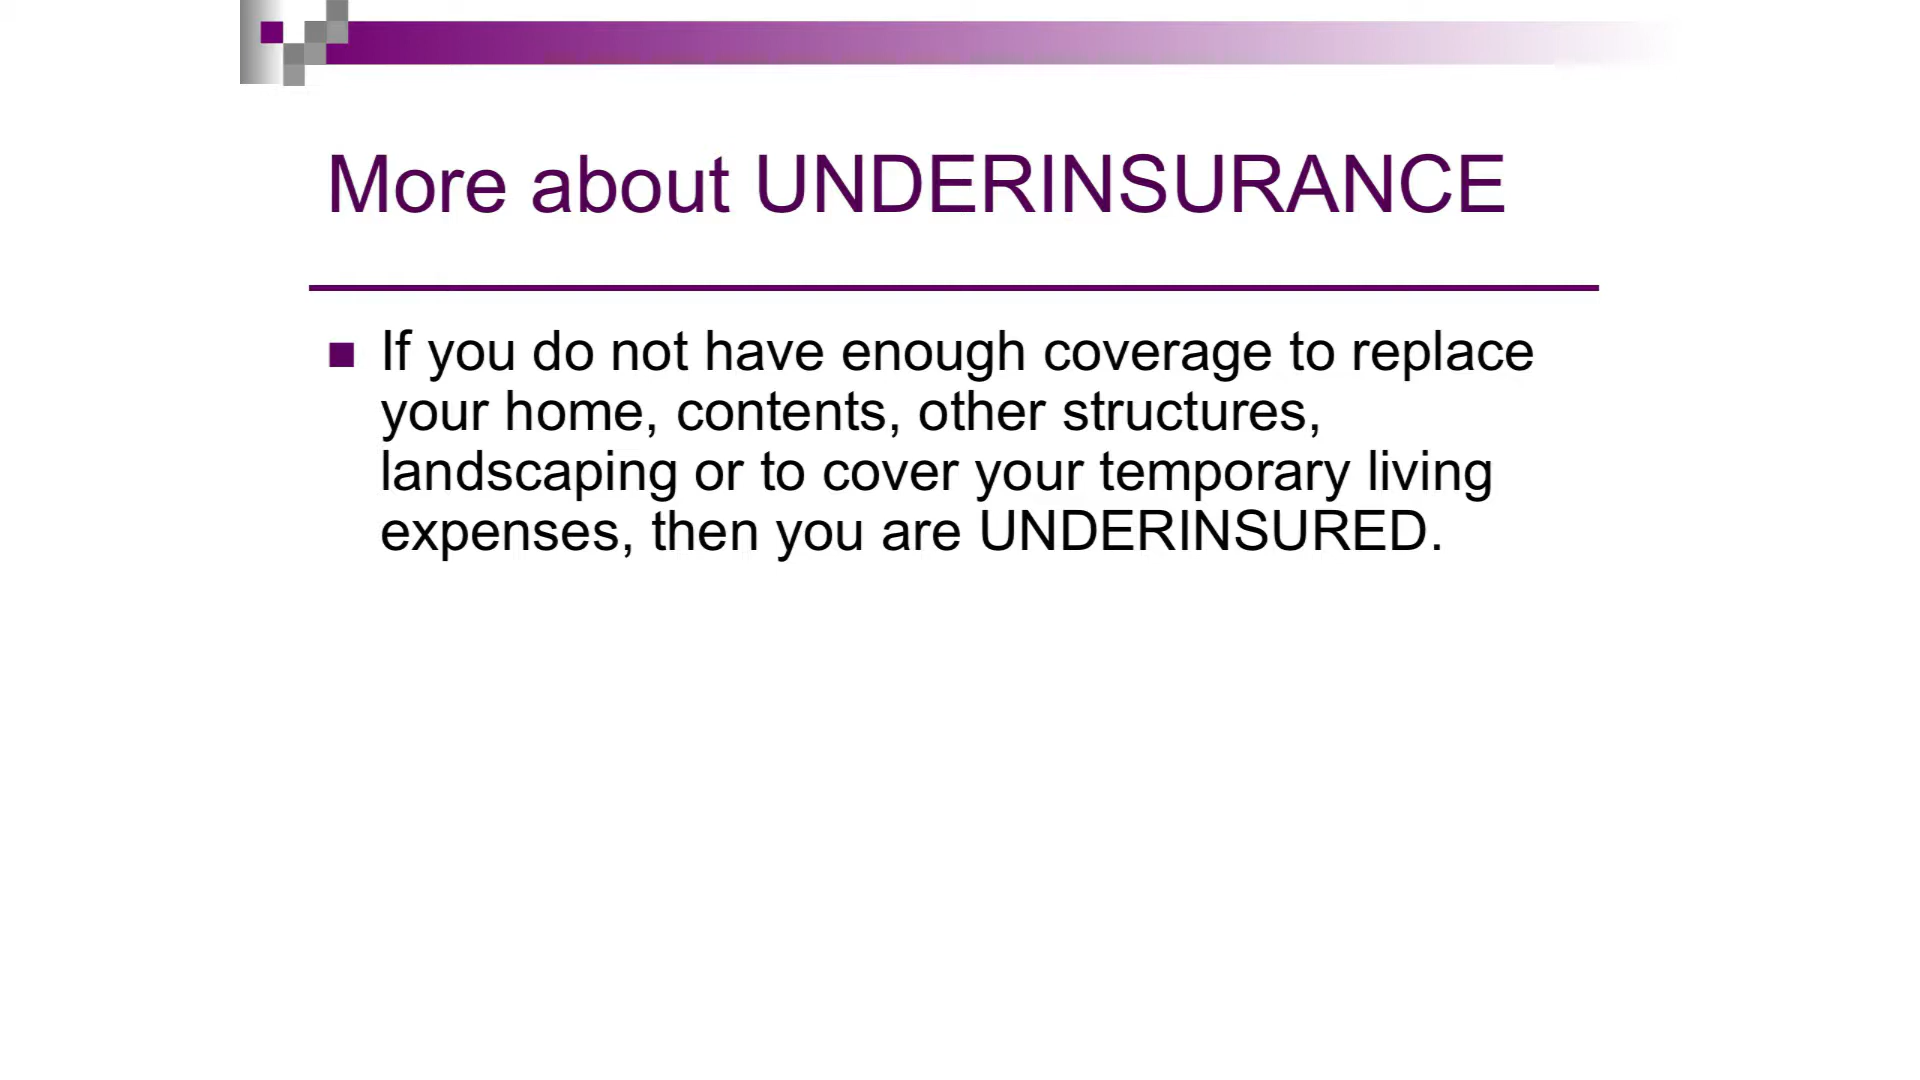 More about UNDERINSURANCE
If you do not have enough coverage to replace
your home, contents, other structures,
landscaping or to cover your temporary living
expenses, then you are UNDERINSURED.